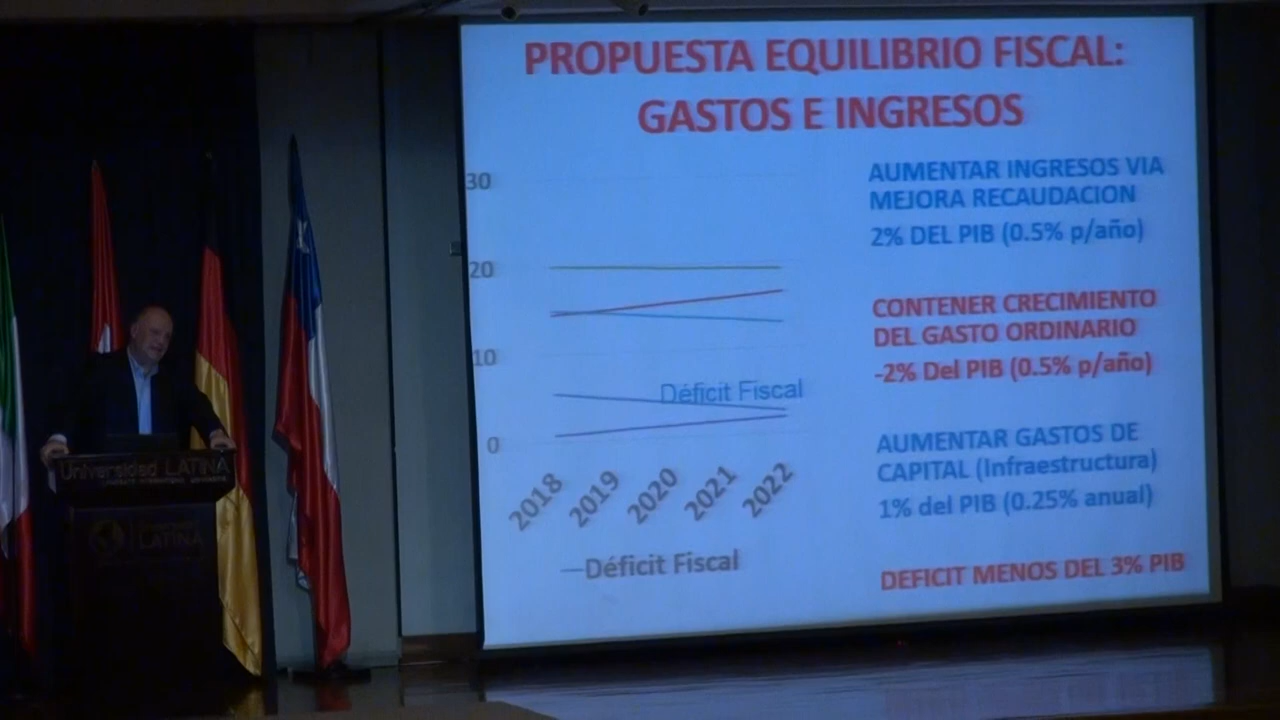 PROPUESTA EQUILIBRIO FISCAL:
GASTOS E INGRESOS
30
20
10
0
Déficit Fiscal
2018
2019
2020
2021
2022
Déficit Fiscal
AUMENTAR INGRESOS VIA
MEJORA RECAUDACION
2% DEL PIB (0.5% p/año)
CONTENER CRECIMIENTO
DEL GASTO ORDINARIO
-2% Del PIB (0.5% p/año)
AUMENTAR GASTOS DE
CAPITAL (Infraestructura)
1% del PIB (0.25% anual)
DEFICIT MENOS DEL 3% PIB
Universidad LATINA
LATINA